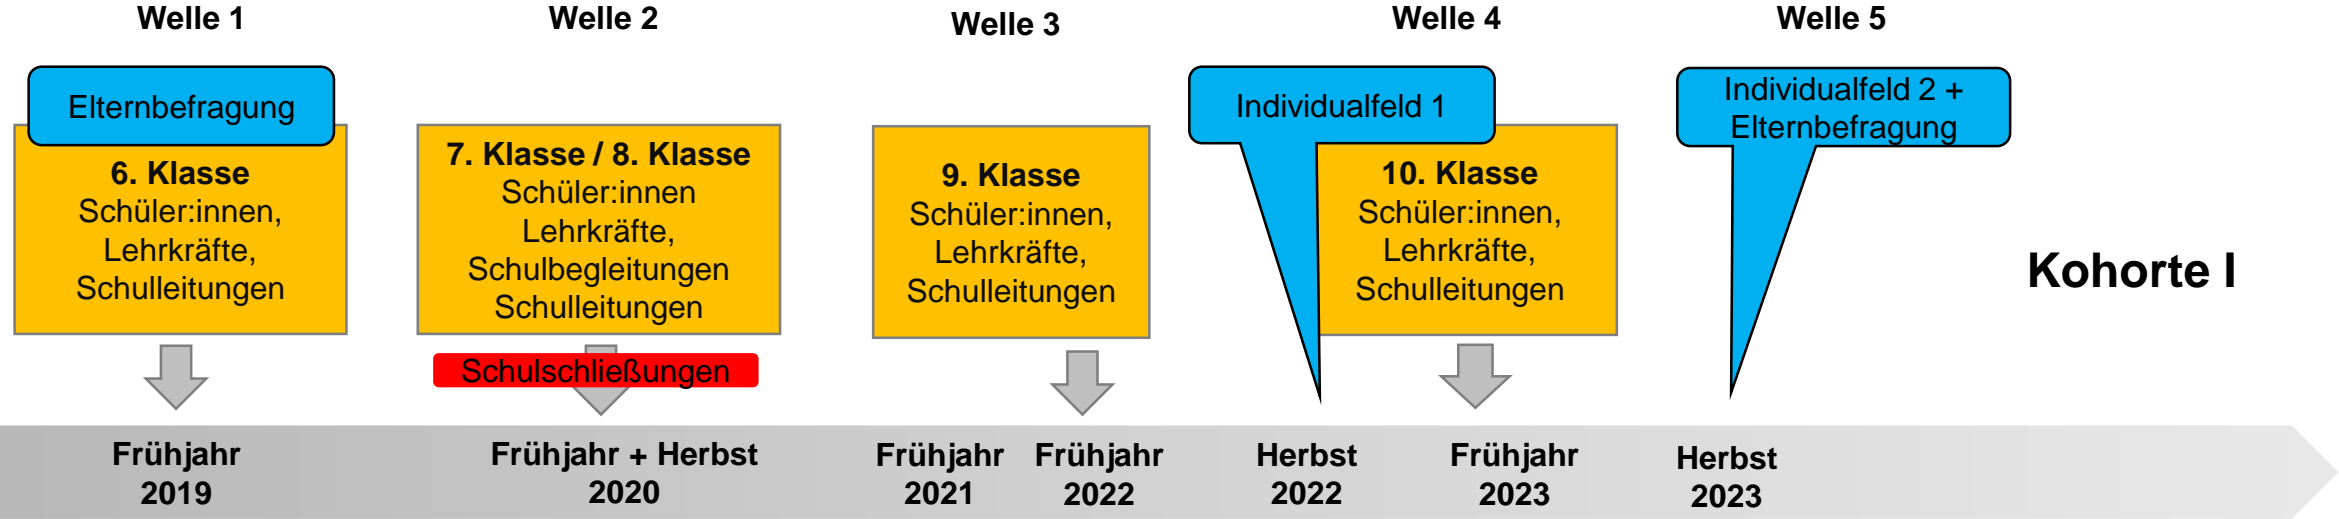 Welle 1
Welle 2
Welle 3
Welle 4
Welle 5
Elternbefragung
6. Klasse
Schüler:innen,
Lehrkräfte,
Schulleitungen
7. Klasse / 8. Klasse
Schüler:innen
Lehrkräfte,
Schulbegleitungen
Schulleitungen
Schulschließungen
9. Klasse
Schüler:innen,
Lehrkräfte,
Schulleitungen
Individualfeld 1
10. Klasse
Schüler:innen,
Lehrkräfte,
Schulleitungen
Individualfeld 2 +
Elternbefragung
Kohorte I
Frühjahr
2019
Frühjahr + Herbst
2020
Frühjahr
2021
Frühjahr
2022
Herbst
2022
Frühjahr
2023
Herbst
2023